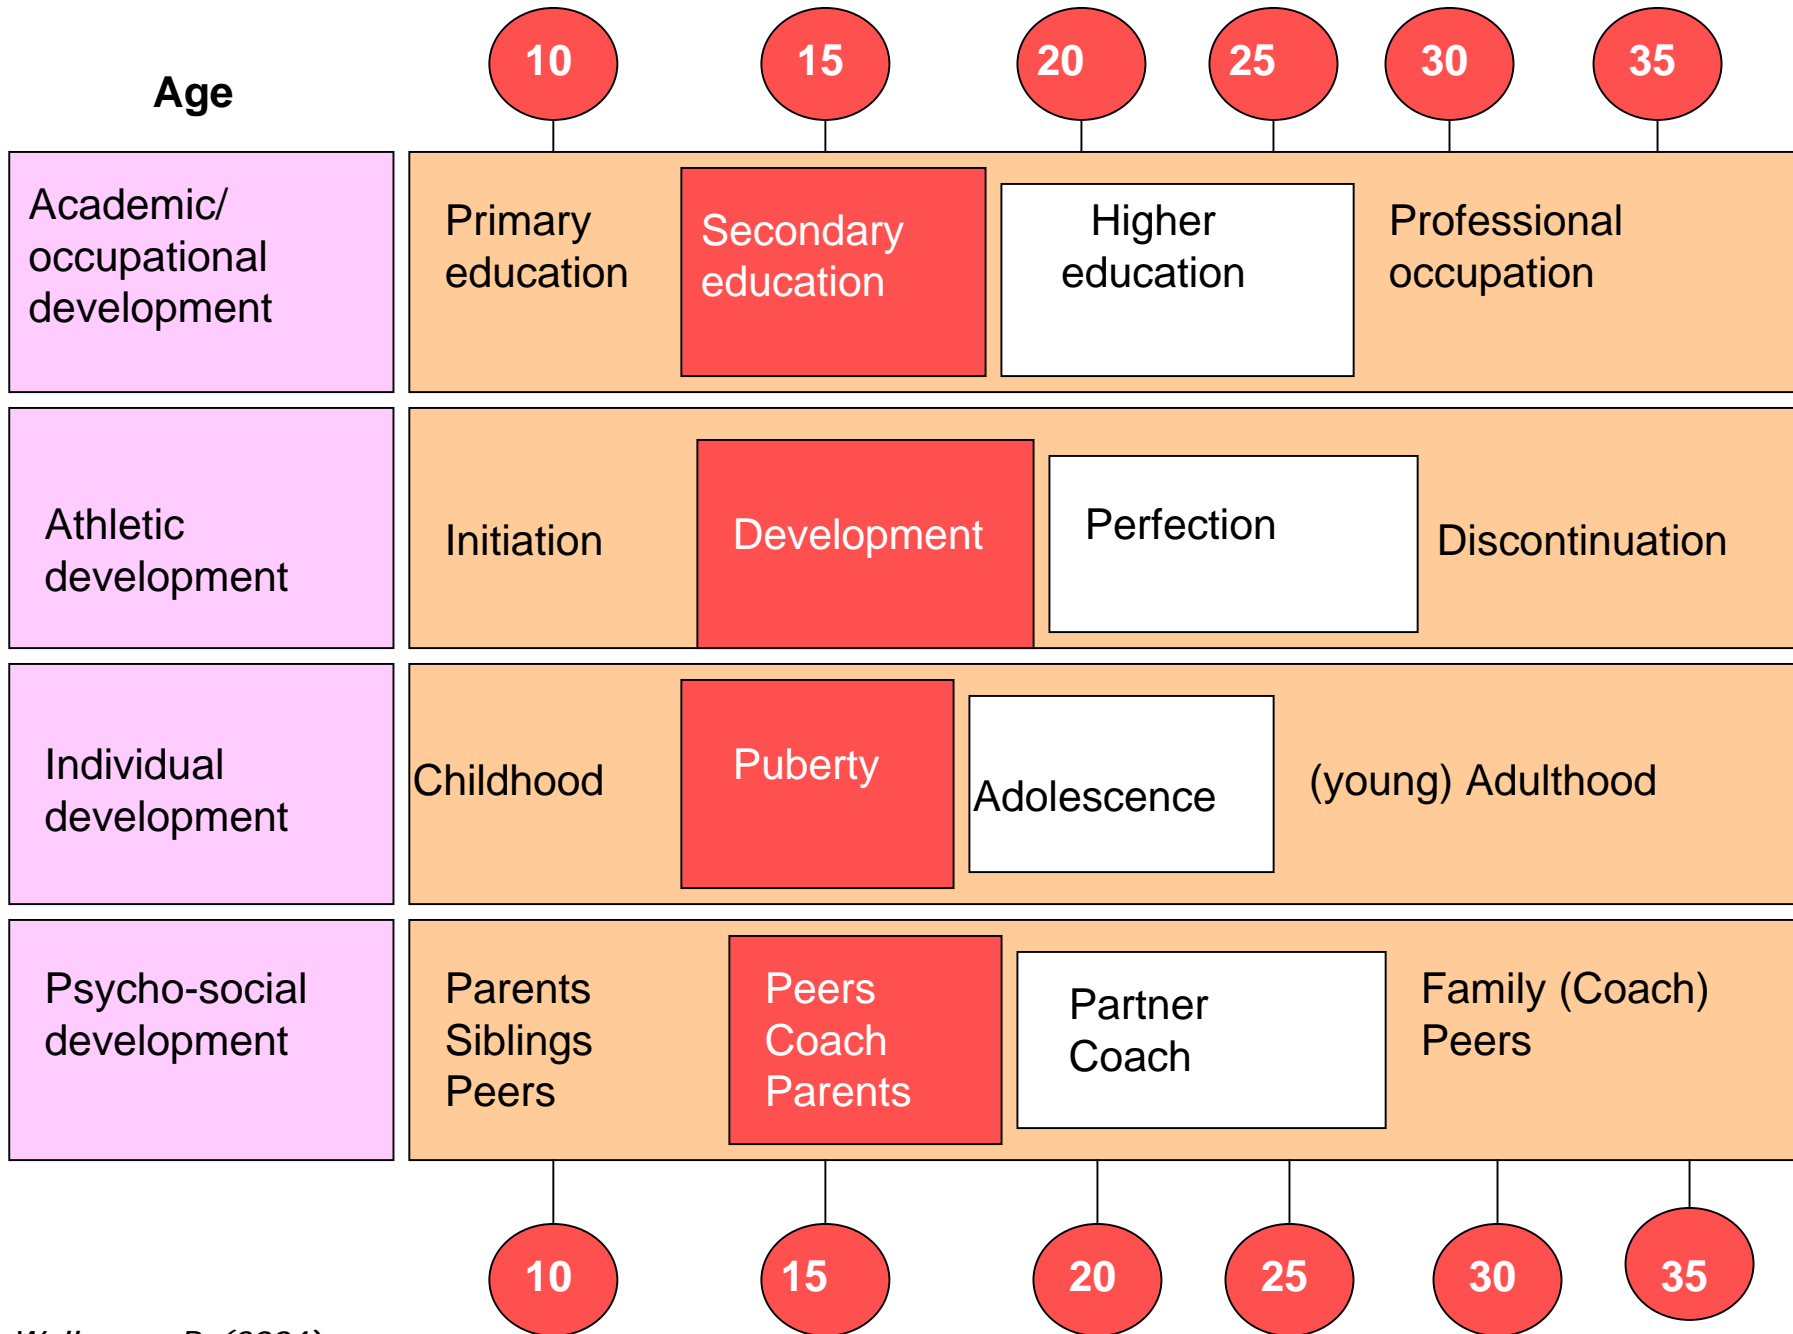 Age
10
15
20
25
30
35
Academic/
occupational
development
Primary
education
Secondary
education
Higher
education
Professional
occupation
Athletic
development
Initiation
Development
Perfection
Discontinuation
Individual
development
Childhood
Puberty
Adolescence
(young) Adulthood
Psycho-social
development
Parents
Siblings
Peers
Peers
Coach
Parents
Partner
Coach
Family (Coach)
Peers
10
15
20
25
30
35